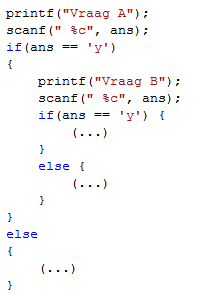 printf("Vraag A");
scanf(" %c", ans);
if(ans == 'y')
{
    printf("Vraag B");
    scanf(" %c", ans);
    if(ans == 'y') {
        (...)
    }
    else {
        (...)
    }
}
else
{
    (...)
}